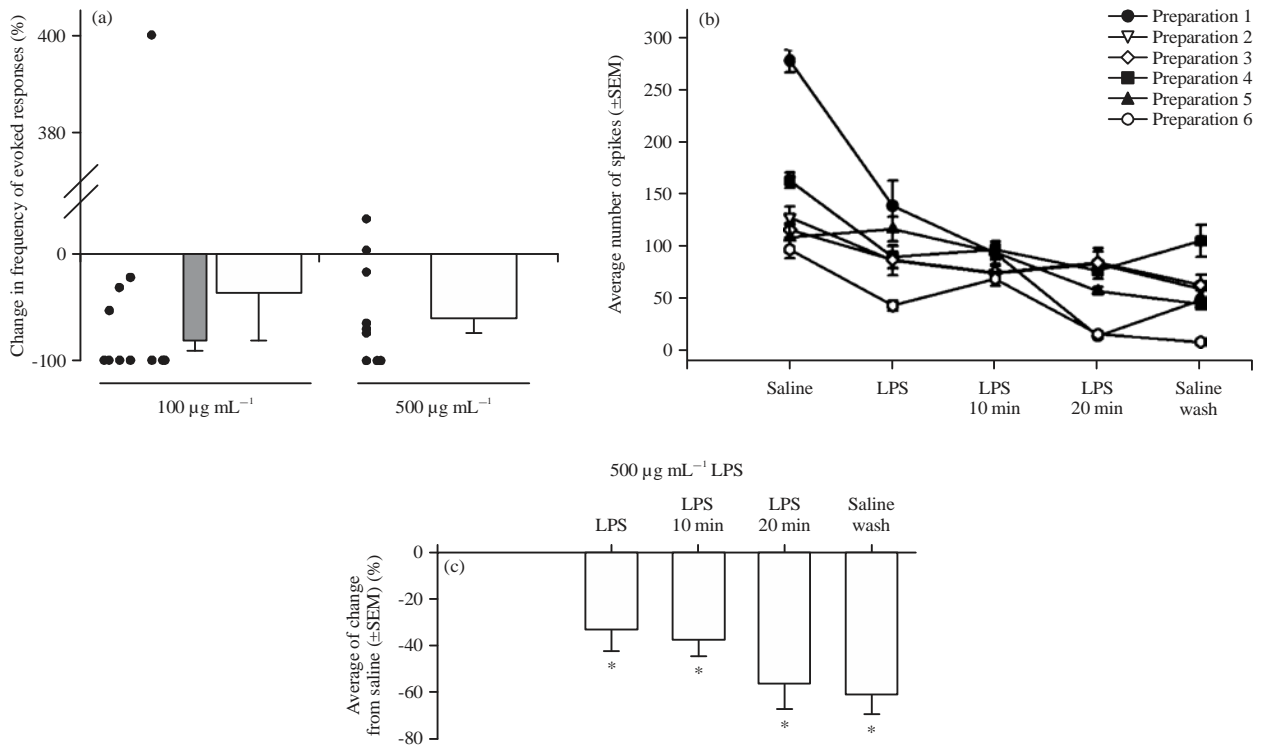 (a)
Change in frequency of evoked responses (%)
400
380
0
-100
100 µg mL⁻¹
500 µg mL⁻¹
(b)
Average number of spikes (±SEM)
300
250
200
150
100
50
0
Preparation 1
Preparation 2
Preparation 3
Preparation 4
Preparation 5
Preparation 6
Saline
LPS
LPS
10 min
LPS
20 min
Saline
wash
500 µg mL⁻¹ LPS
LPS
LPS
10 min
LPS
20 min
Saline
wash
(c)
Average of change
from saline (±SEM) (%)
0
-20
-40
-60
-80
*
*
*
*